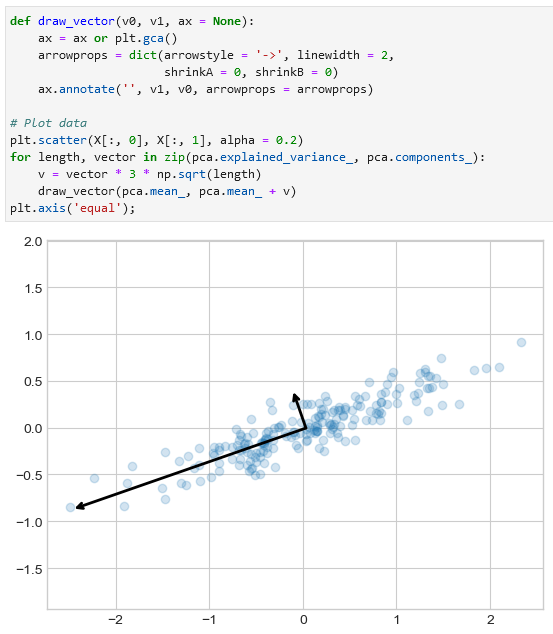 def draw_vector(v0, v1, ax = None):
    ax = ax or plt.gca()
    arrowprops = dict(arrowstyle = '->', linewidth = 2,
                      shrinkA = 0, shrinkB = 0)
    ax.annotate('', v1, v0, arrowprops = arrowprops)

# Plot data
plt.scatter(X[:, 0], X[:, 1], alpha = 0.2)
for length, vector in zip(pca.explained_variance_, pca.components_):
    v = vector * 3 * np.sqrt(length)
    draw_vector(pca.mean_, pca.mean_ + v)
plt.axis('equal');
2.0
1.5
1.0
0.5
0.0
−0.5
−1.0
−1.5
−2 −1 0 1 2